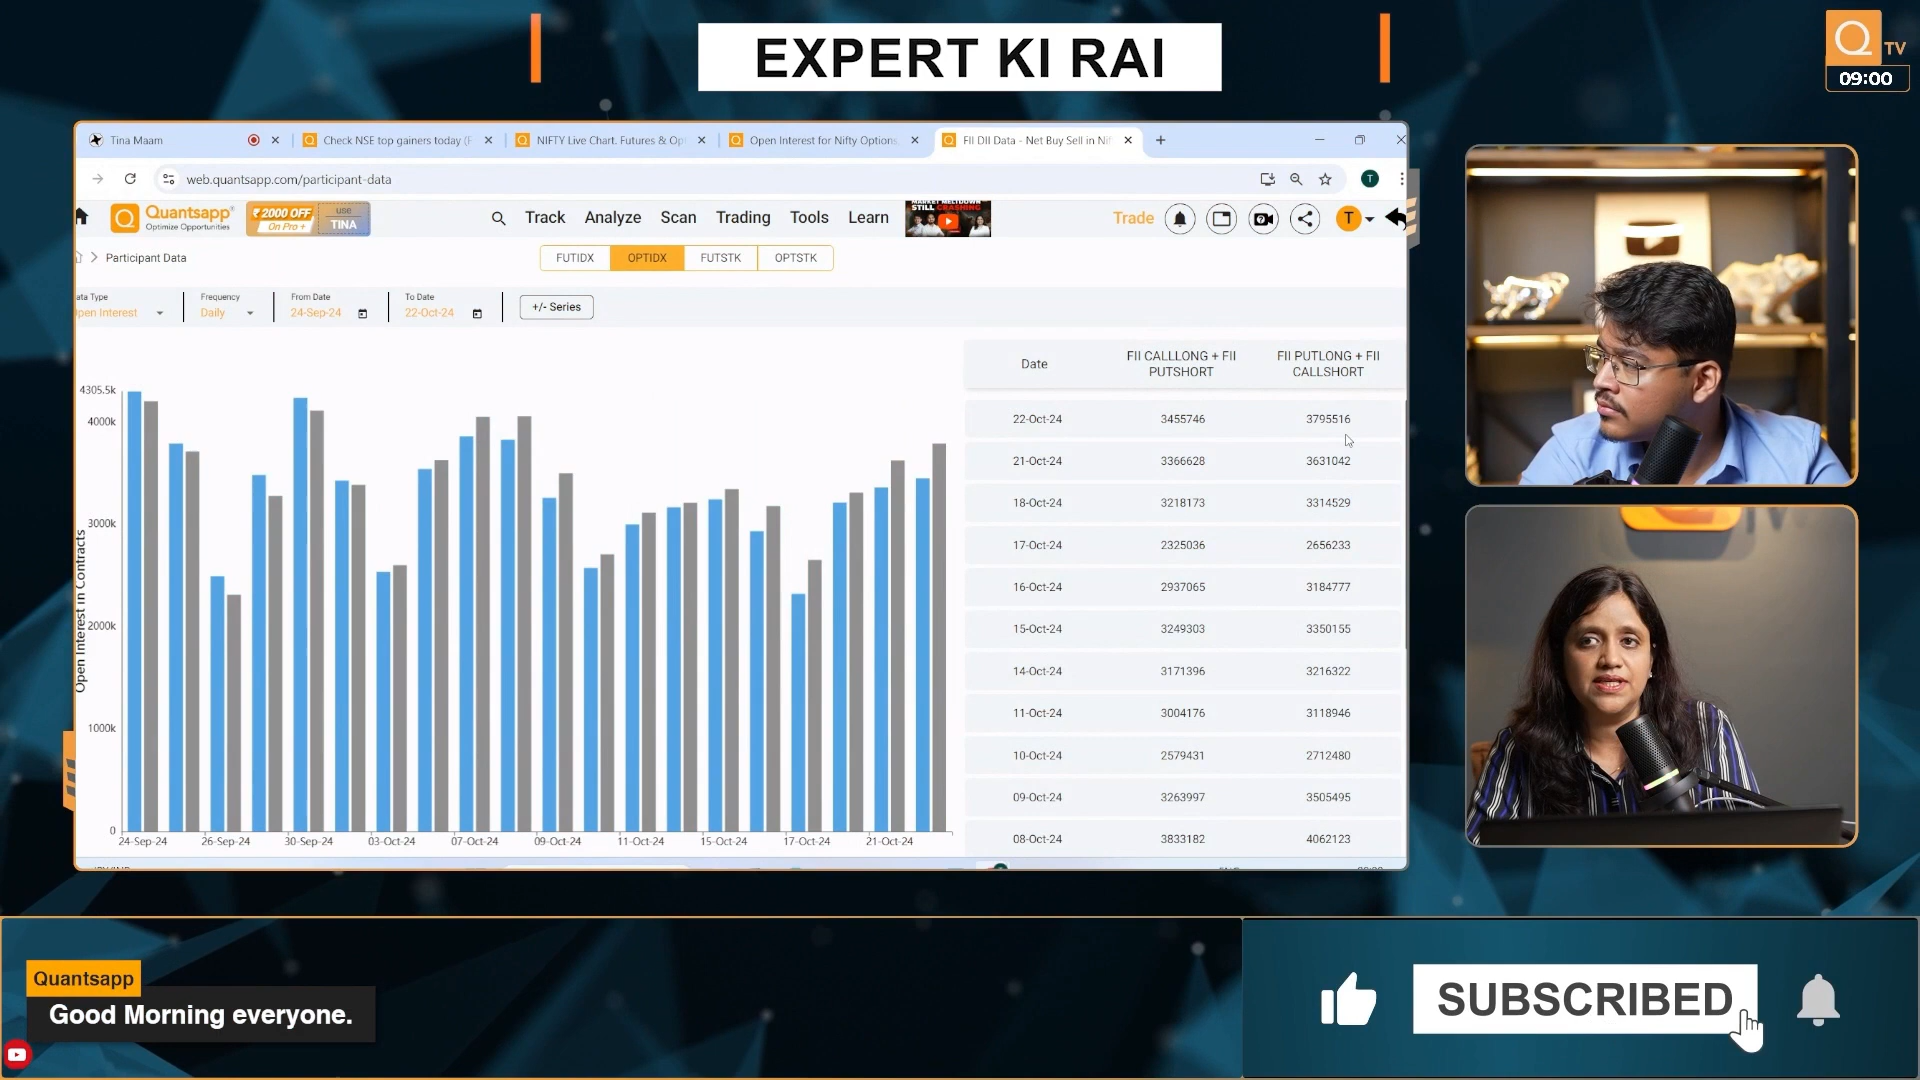 EXPERT KI RAI
Q TV
09:00
Tina Maam
Check NSE top gainers today (F
NIFTY Live Chart. Futures & Op
Open Interest for Nifty Options,
FII DII Data - Net Buy Sell in Nif
web.quantsapp.com/participant-data
Quantsapp
Optimize Opportunities
₹ 2000 OFF
On Pro +
use
TINA
Track Analyze Scan Trading Tools Learn
STILL CRASHING
Trade
T
Participant Data
FUTIDX OPTIDX FUTSTK OPTSTK
ata Type
pen Interest
Frequency
Daily
From Date
24-Sep-24
To Date
22-Oct-24
+/- Series
Open Interest in Contracts
4305.5k
4000k
3000k
2000k
1000k
0
24-Sep-24 26-Sep-24 30-Sep-24 03-Oct-24 07-Oct-24 09-Oct-24 11-Oct-24 15-Oct-24 17-Oct-24 21-Oct-24
Date FII CALLLONG + FII PUTSHORT FII PUTLONG + FII CALLSHORT
22-Oct-24 3455746 3795516
21-Oct-24 3366628 3631042
18-Oct-24 3218173 3314529
17-Oct-24 2325036 2656233
16-Oct-24 2937065 3184777
15-Oct-24 3249303 3350155
14-Oct-24 3171396 3216322
11-Oct-24 3004176 3118946
10-Oct-24 2579431 2712480
09-Oct-24 3263997 3505495
08-Oct-24 3833182 4062123
Quantsapp
Good Morning everyone.
SUBSCRIBED